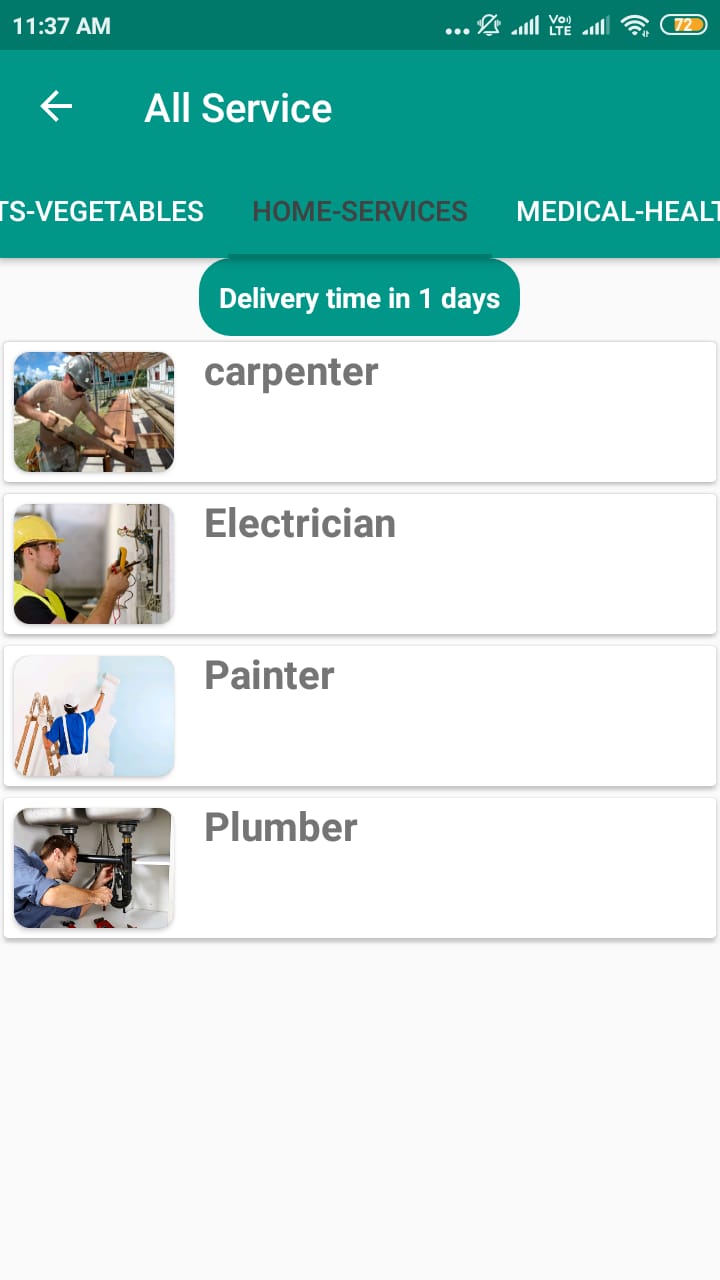 11:37 AM
Vo)) LTE
72
All Service
TS-VEGETABLES HOME-SERVICES MEDICAL-HEALT
Delivery time in 1 days
carpenter
Electrician
Painter
Plumber